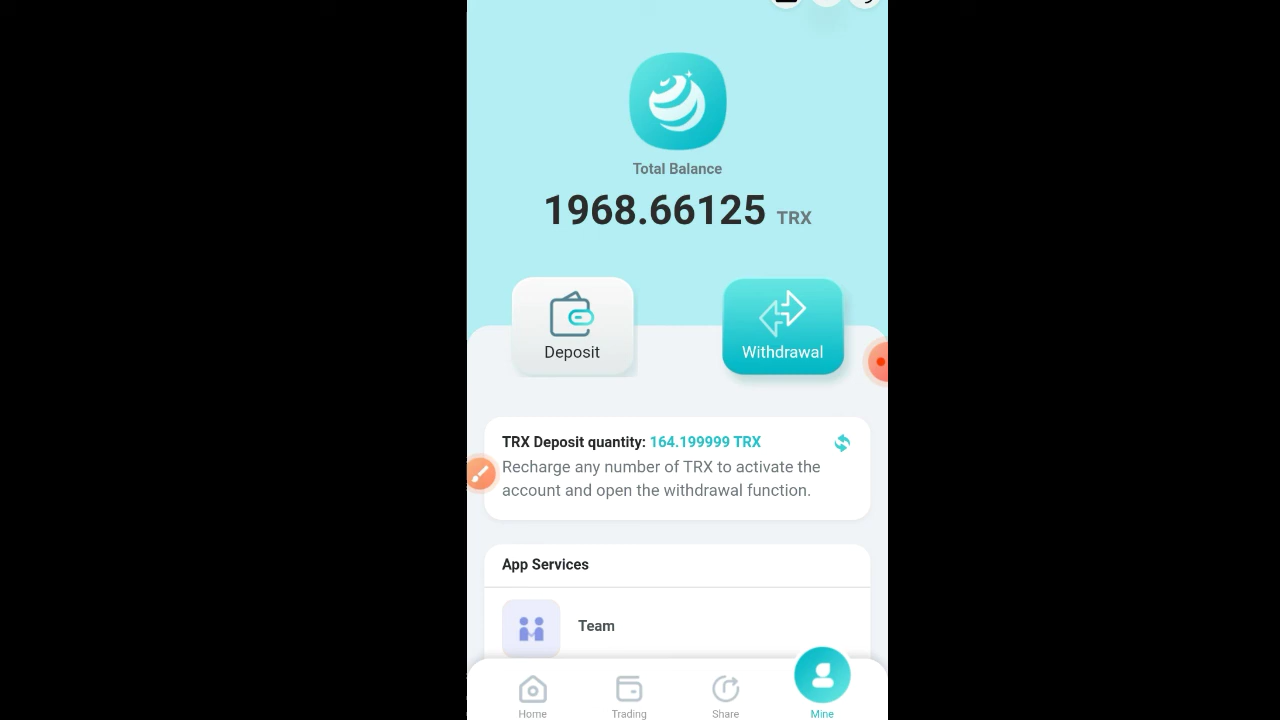 Total Balance
1968.66125 TRX
Deposit
Withdrawal
TRX Deposit quantity: 164.199999 TRX
Recharge any number of TRX to activate the
account and open the withdrawal function.
App Services
Team
Home
Trading
Share
Mine